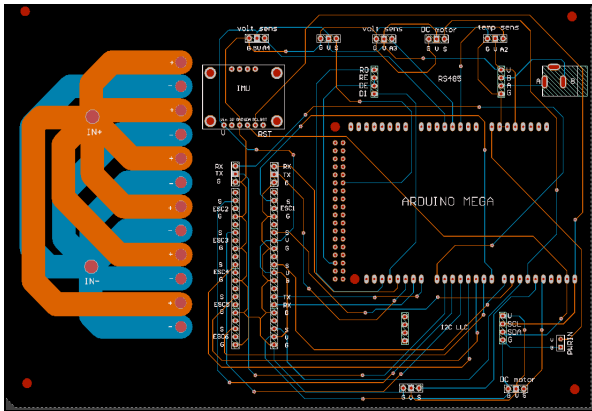 volt sens
volt sens
DC motor
temp sens
G V A4
G V S
G V A3
G V S
G V A2
IMU
RST
V
RO
RE
DE
DI
RS485
V
B
A
G
A
B
+
-
+
-
+
-
+
-
+
-
+
-
IN+
IN-
ARDUINO MEGA
RX
TX
G
RX
TX
G
S
ESC2
G
S
ESC1
G
S
ESC3
G
S
V
G
S
ESC4
G
S
V
G
ESC5
G
TX
RX
G
S
ESC6
G
S
V
G
I2C LLC
V
SCL
SDA
G
V
G
PWRIN
DC motor
G V S
G V S